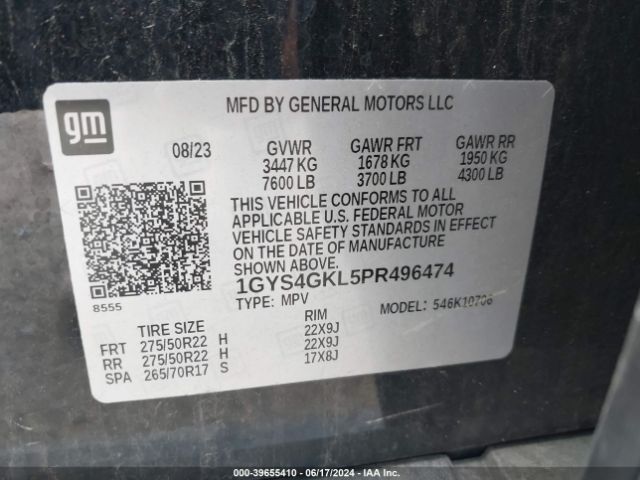 gm
MFD BY GENERAL MOTORS LLC
08/23 GVWR GAWR FRT GAWR RR
3447 KG 1678 KG 1950 KG
7600 LB 3700 LB 4300 LB
THIS VEHICLE CONFORMS TO ALL
APPLICABLE U.S. FEDERAL MOTOR
VEHICLE SAFETY STANDARDS IN EFFECT
ON THE DATE OF MANUFACTURE
SHOWN ABOVE.
1GYS4GKL5PR496474
8555
TYPE: MPV MODEL: 546K10706
TIRE SIZE RIM
FRT 275/50R22 H 22X9J
RR 275/50R22 H 22X9J
SPA 265/70R17 S 17X8J
000-39655410 - 06/17/2024 - IAA Inc.